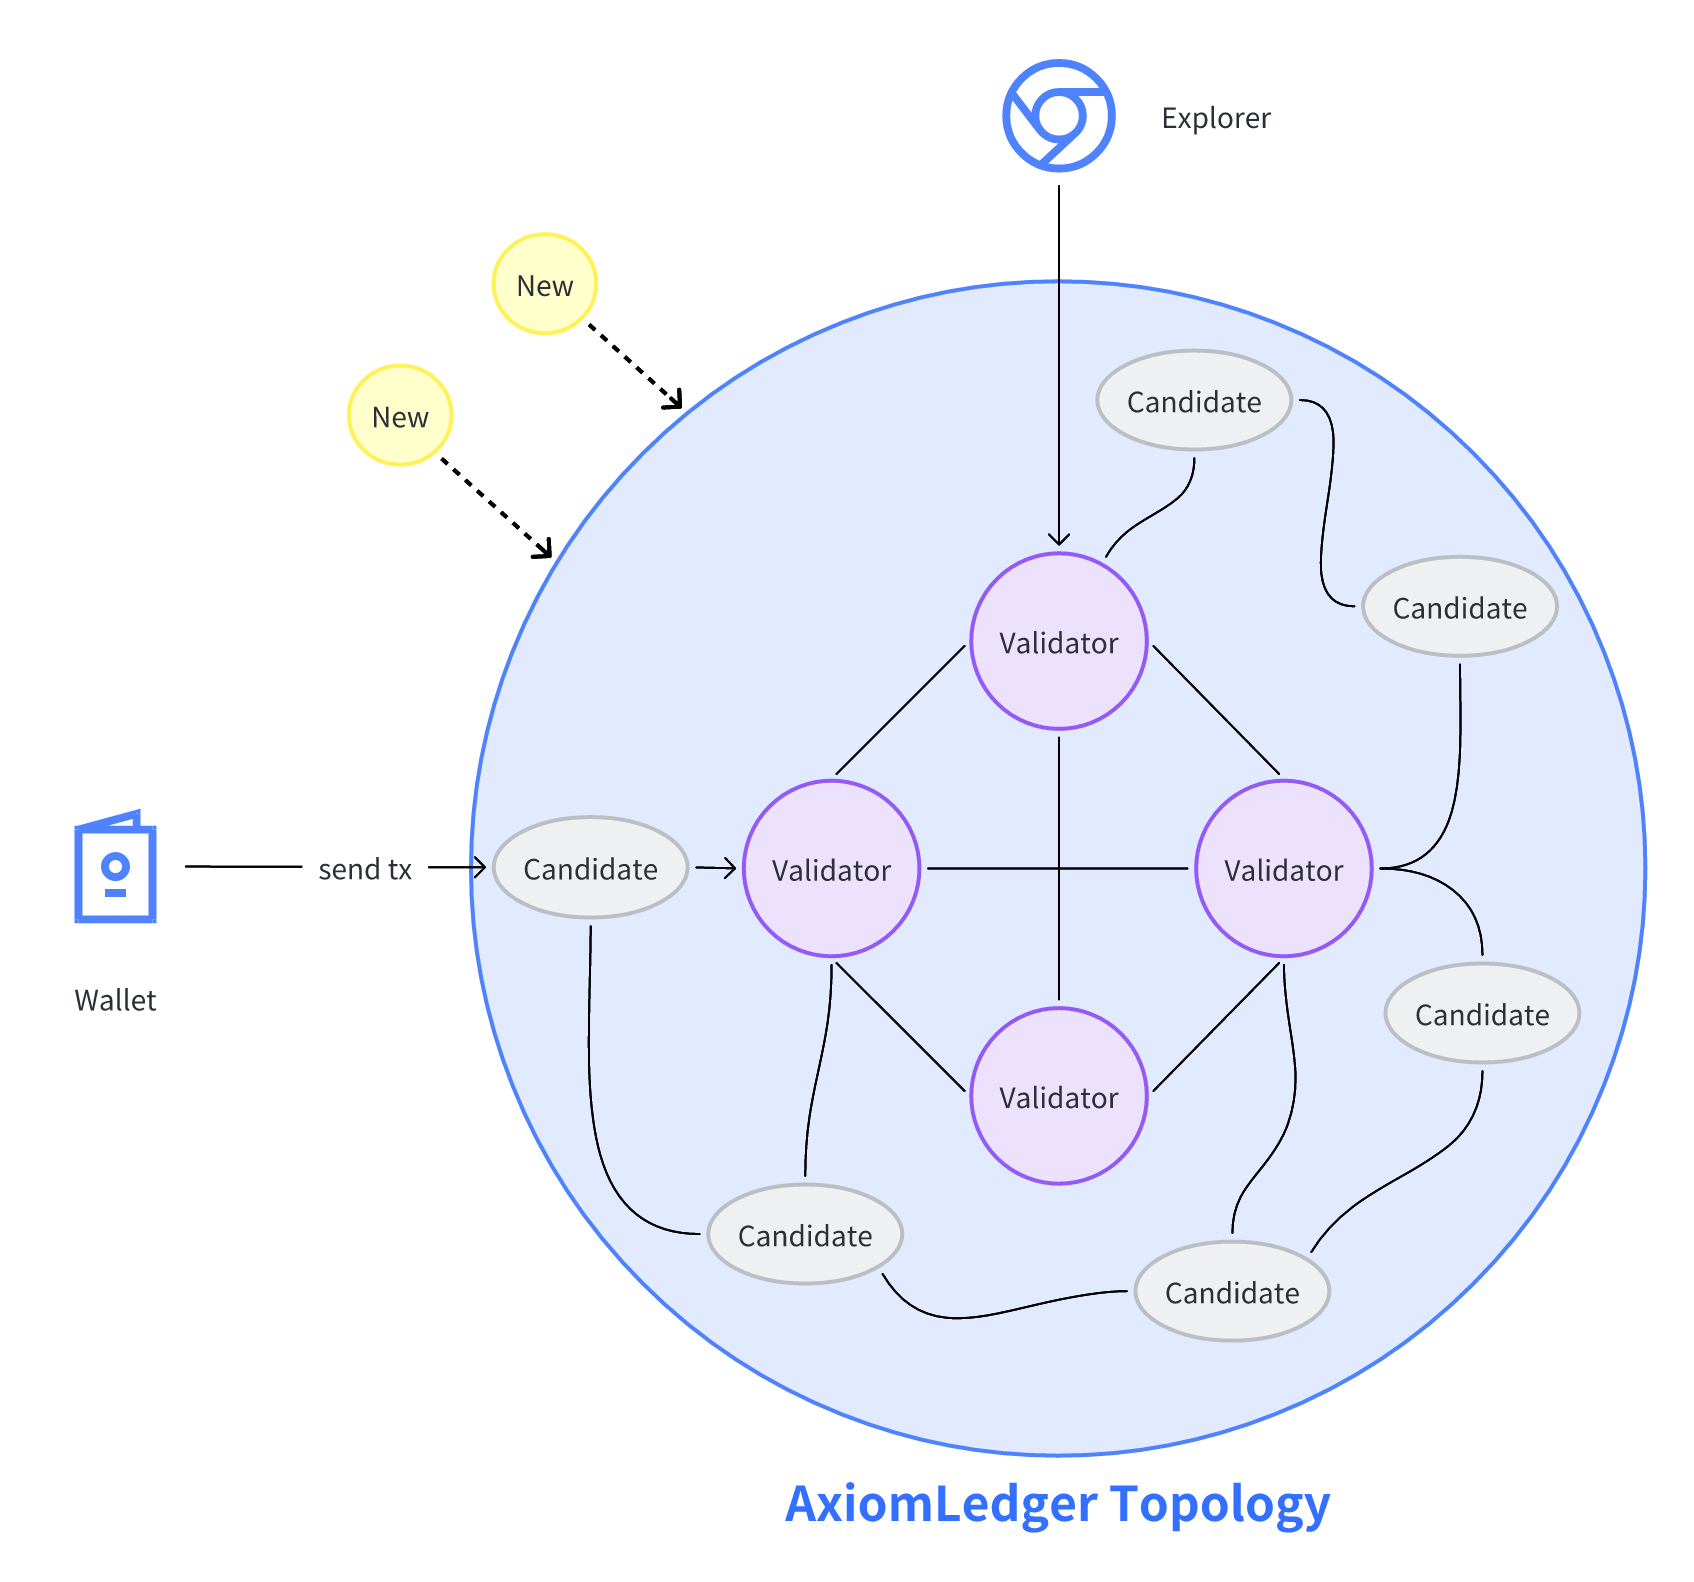 Explorer
New
New
Candidate
Candidate
Validator
send tx
Candidate
Validator
Validator
Wallet
Candidate
Validator
Candidate
Candidate
AxiomLedger Topology